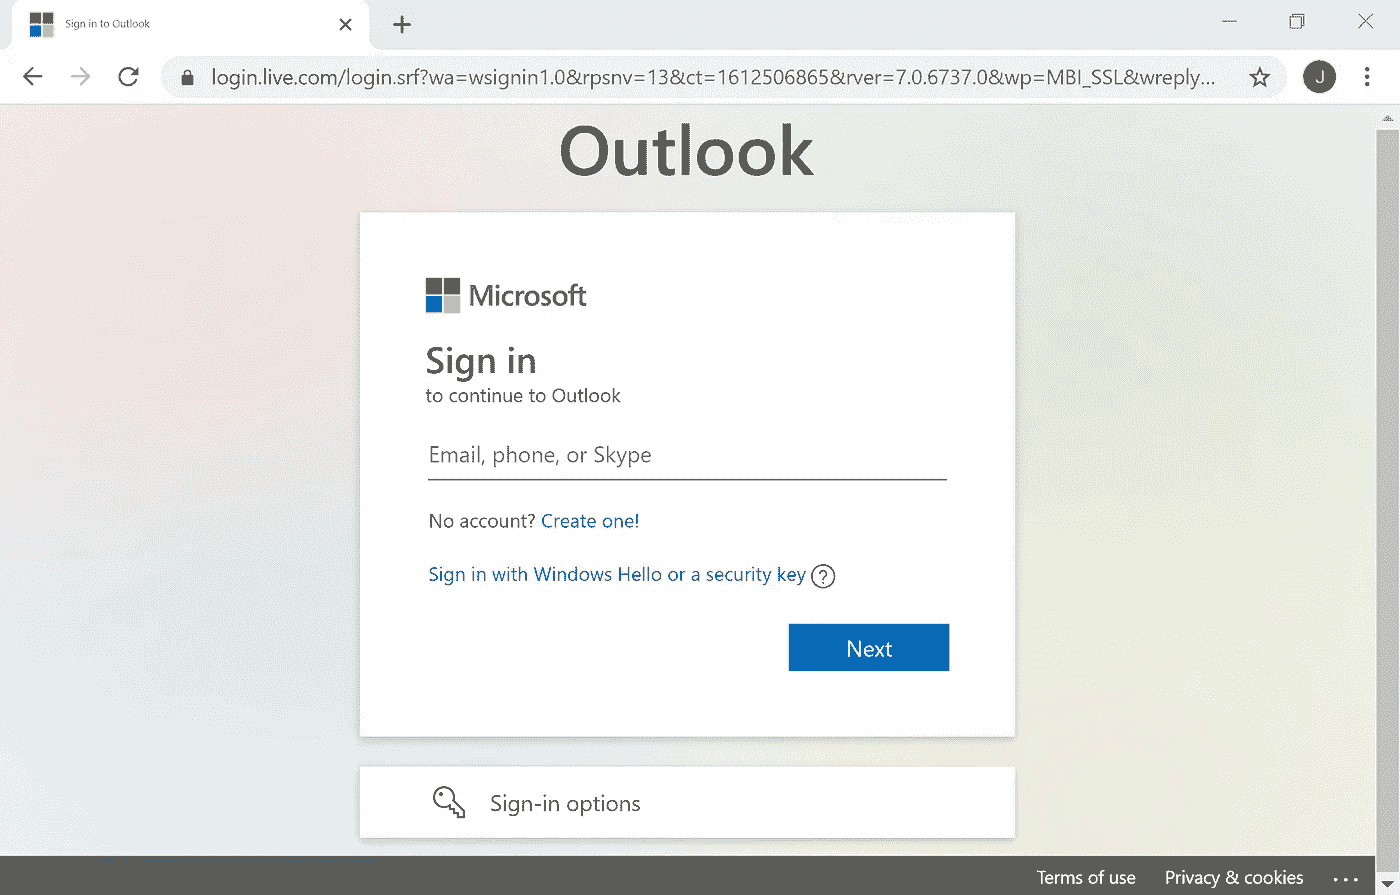 Sign in to Outlook
login.live.com/login.srf?wa=wsignin1.0&rpsnv=13&ct=1612506865&rver=7.0.6737.0&wp=MBI_SSL&wreply...
J
Outlook
Microsoft
Sign in
to continue to Outlook
Email, phone, or Skype
No account? Create one!
Sign in with Windows Hello or a security key ?
Next
Sign-in options
Terms of use Privacy & cookies ...